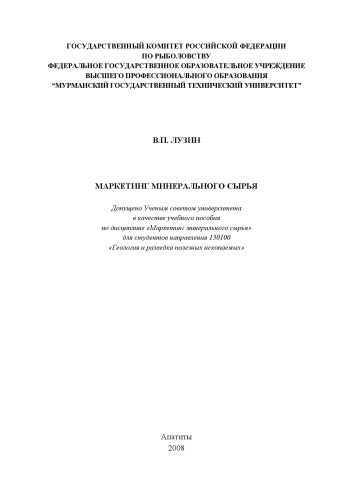 ГОСУДАРСТВЕННЫЙ КОМИТЕТ РОССИЙСКОЙ ФЕДЕРАЦИИ
ПО РЫБОЛОВСТВУ
ФЕДЕРАЛЬНОЕ ГОСУДАРСТВЕННОЕ ОБРАЗОВАТЕЛЬНОЕ УЧРЕЖДЕНИЕ
ВЫСШЕГО ПРОФЕССИОНАЛЬНОГО ОБРАЗОВАНИЯ
“МУРМАНСКИЙ ГОСУДАРСТВЕННЫЙ ТЕХНИЧЕСКИЙ УНИВЕРСИТЕТ”
В.П. ЛУЗИН
МАРКЕТИНГ МИНЕРАЛЬНОГО СЫРЬЯ
Допущено Ученым советом университета
в качестве учебного пособия
по дисциплине «Маркетинг минерального сырья»
для студентов направления 130100
«Геология и разведка полезных ископаемых»
Апатиты
2008